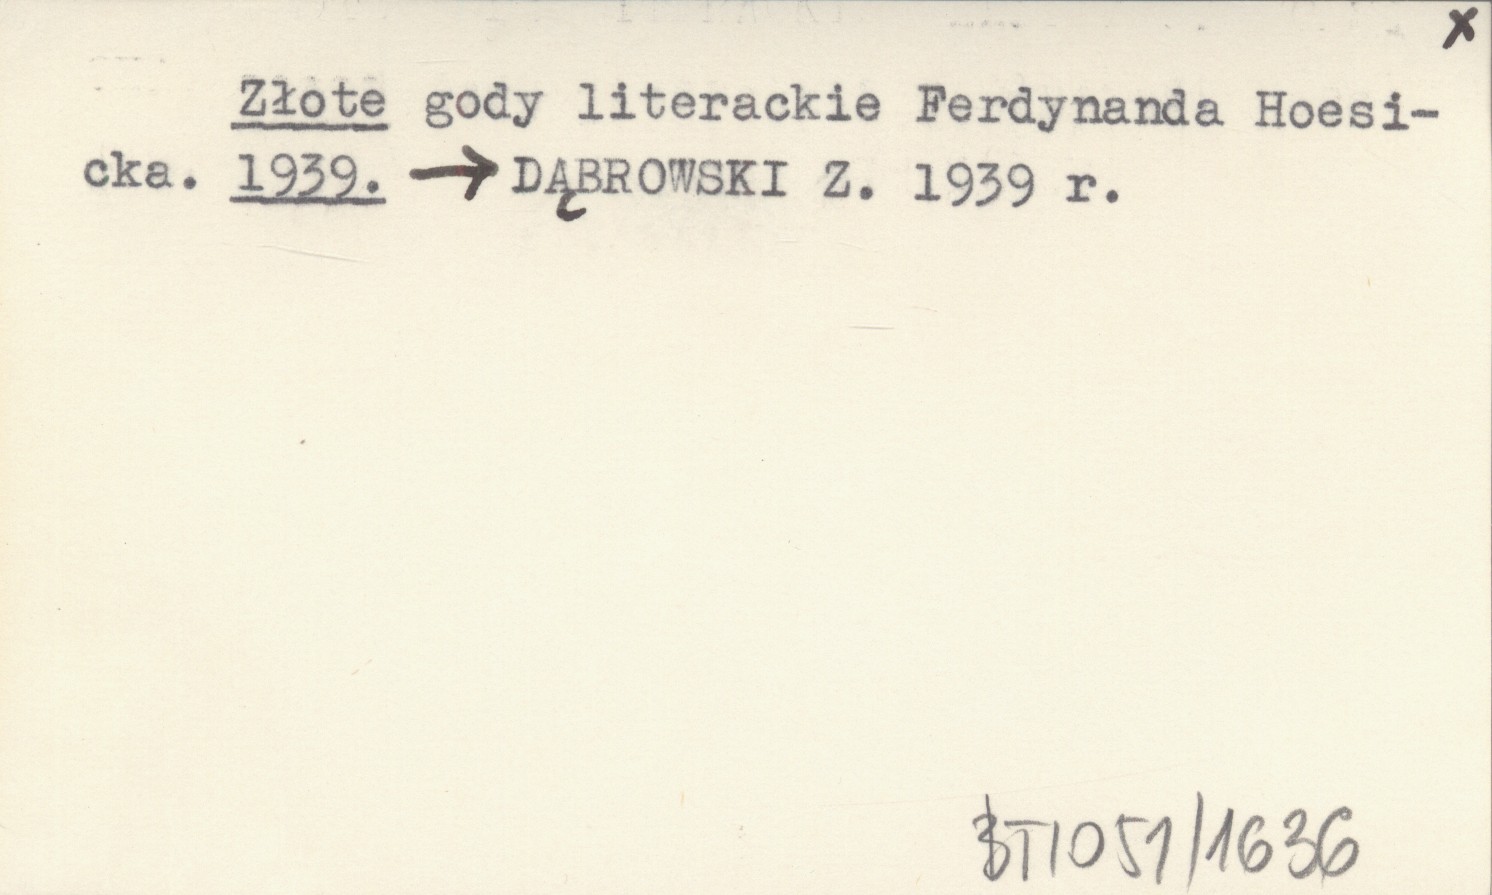 x
Złote gody literackie Ferdynanda Hoesi-
cka. 1939. → DĄBROWSKI Z. 1939 r.
BT1051/1636